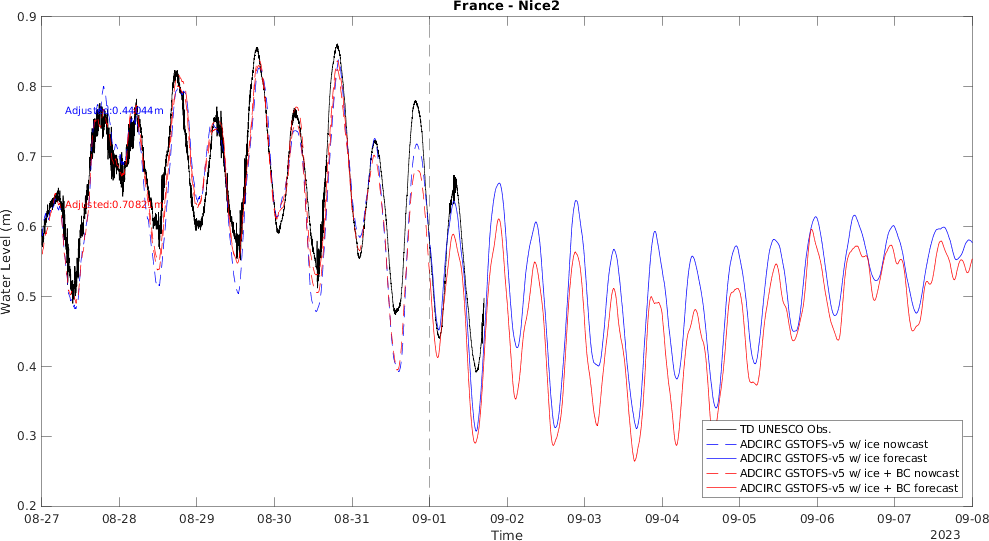 France - Nice2
Water Level (m)
0.9
0.8
0.7
0.6
0.5
0.4
0.3
0.2
Adjusted:0.44044m
TD UNESCO Obs.
ADCIRC GSTOFS-v5 w/ ice nowcast
ADCIRC GSTOFS-v5 w/ ice forecast
ADCIRC GSTOFS-v5 w/ ice + BC nowcast
ADCIRC GSTOFS-v5 w/ ice + BC forecast
08-27 08-28 08-29 08-30 08-31 09-01 09-02 09-03 09-04 09-05 09-06 09-07 09-08
Time
2023